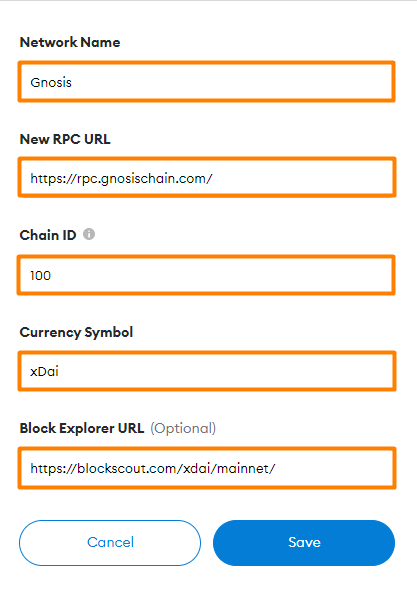 Network Name
Gnosis
New RPC URL
https://rpc.gnosischain.com/
Chain ID
100
Currency Symbol
xDai
Block Explorer URL (Optional)
https://blockscout.com/xdai/mainnet/
Cancel Save